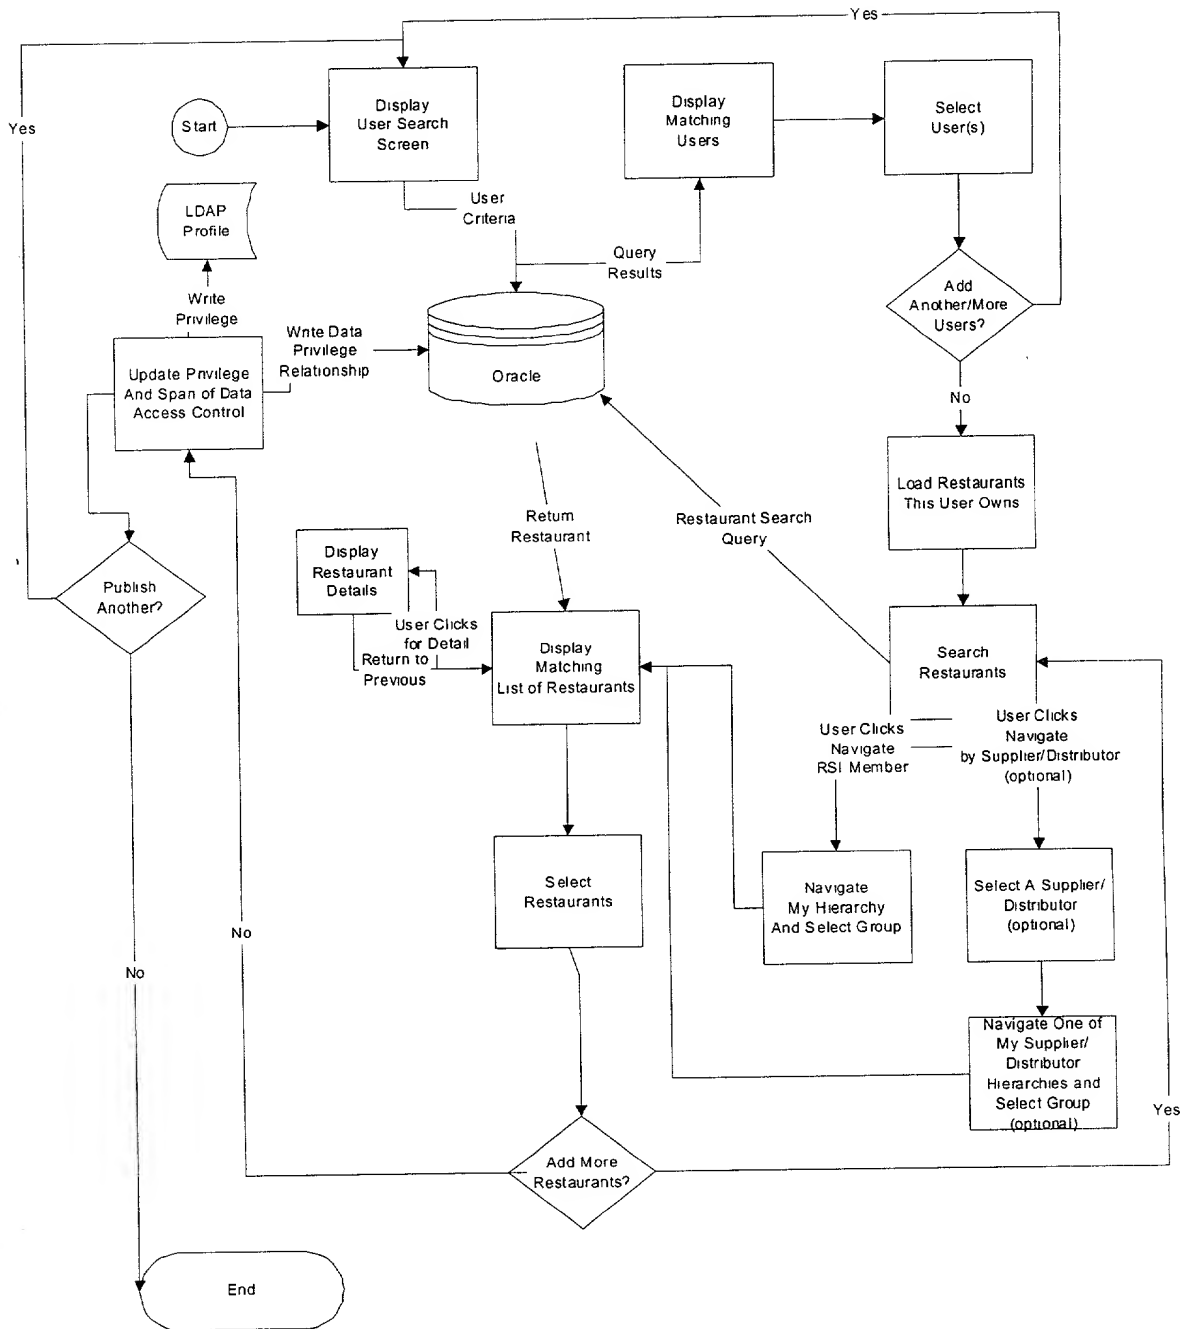 Yes
Yes
Start
Display
User Search
Screen
Display
Matching
Users
Select
User(s)
LDAP
Profile
User
Criteria
Query
Results
Write
Privilege
Write Data
Privilege
Relationship
Add
Another/More
Users?
Update Privilege
And Span of Data
Access Control
Oracle
No
Load Restaurants
This User Owns
Return
Restaurant
Restaurant Search
Query
Display
Restaurant
Details
Publish
Another?
User Clicks
for Detail
Return to
Previous
Display
Matching
List of Restaurants
Search
Restaurants
User Clicks
Navigate
RSI Member
User Clicks
Navigate
by Supplier/Distributor
(optional)
Select
Restaurants
Navigate
My Hierarchy
And Select Group
Select A Supplier/
Distributor
(optional)
No
No
Navigate One of
My Supplier/
Distributor
Hierarchies and
Select Group
(optional)
Yes
Add More
Restaurants?
End